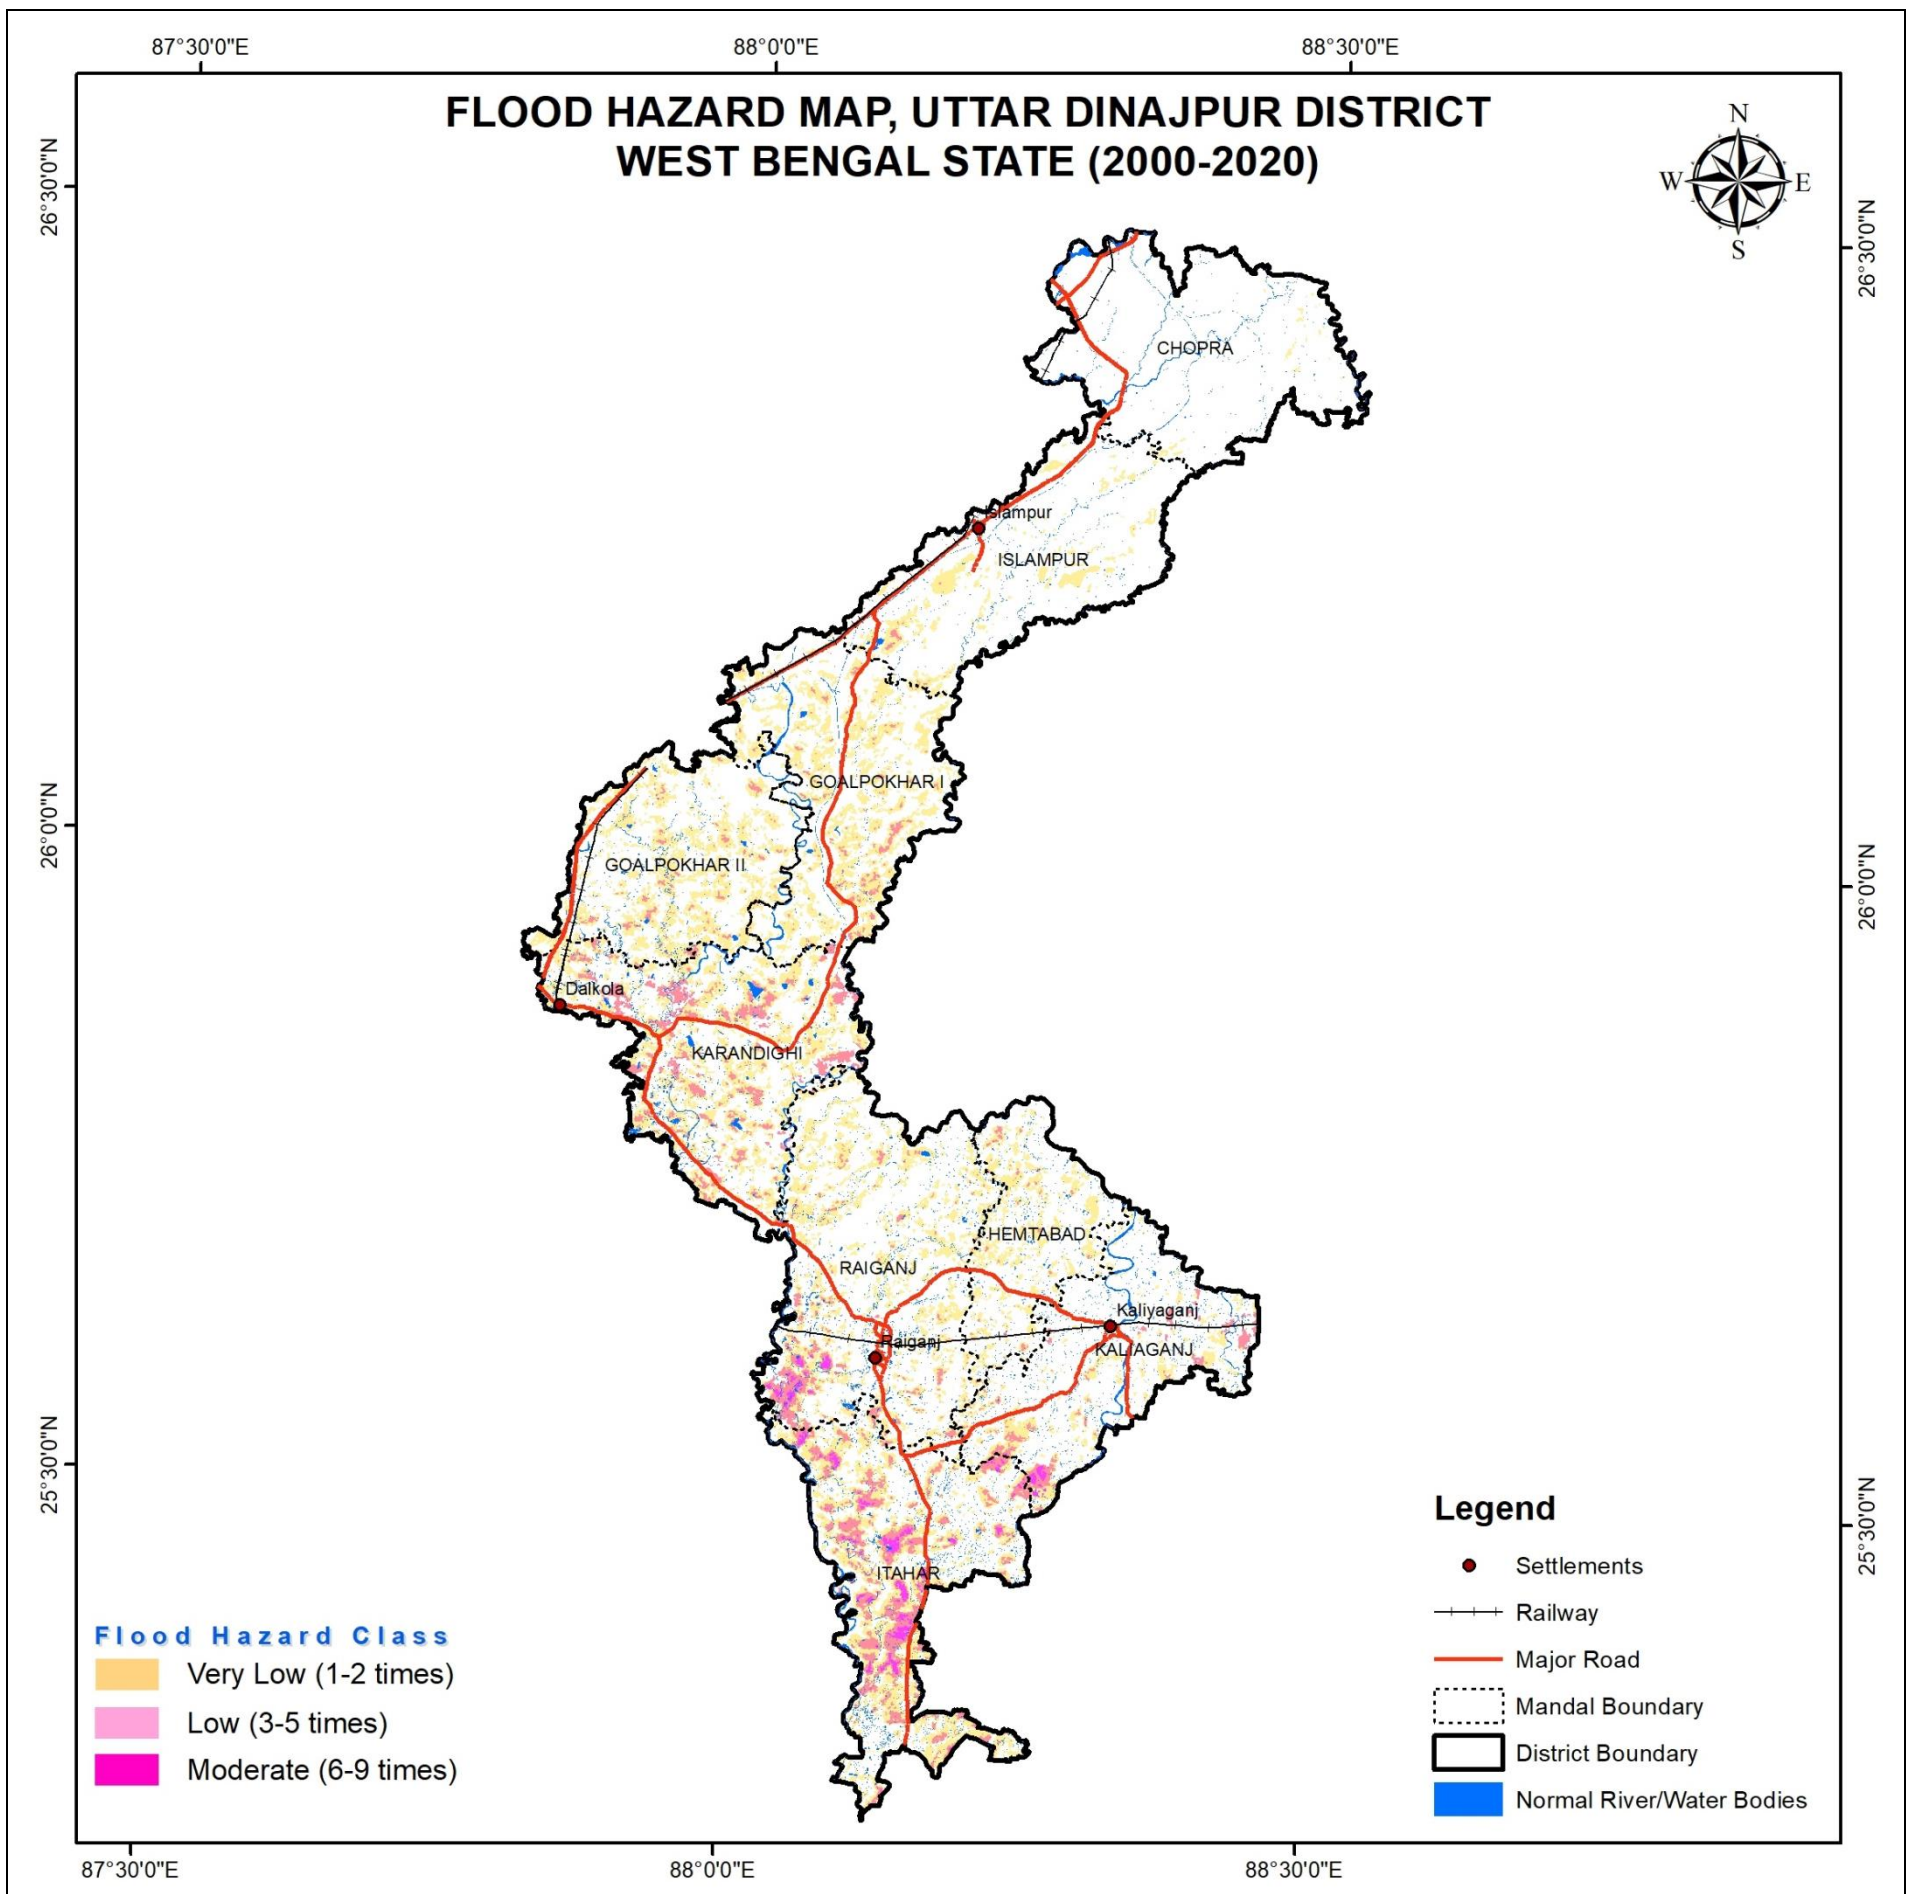 87°30'0"E
88°0'0"E
88°30'0"E
FLOOD HAZARD MAP, UTTAR DINAJPUR DISTRICT
WEST BENGAL STATE (2000-2020)
N
W
E
S
26°30'0"N
26°30'0"N
CHOPRA
Islampur
ISLAMPUR
GOALPOKHAR I
26°0'0"N
GOALPOKHAR II
26°0'0"N
Dalkola
KARANDIGHI
HEMTABAD
RAIGANJ
Kaliyaganj
Raiganj
KALIAGANJ
25°30'0"N
25°30'0"N
ITAHAR
Legend
Settlements
Railway
Major Road
Mandal Boundary
District Boundary
Normal River/Water Bodies
Flood Hazard Class
Very Low (1-2 times)
Low (3-5 times)
Moderate (6-9 times)
87°30'0"E
88°0'0"E
88°30'0"E